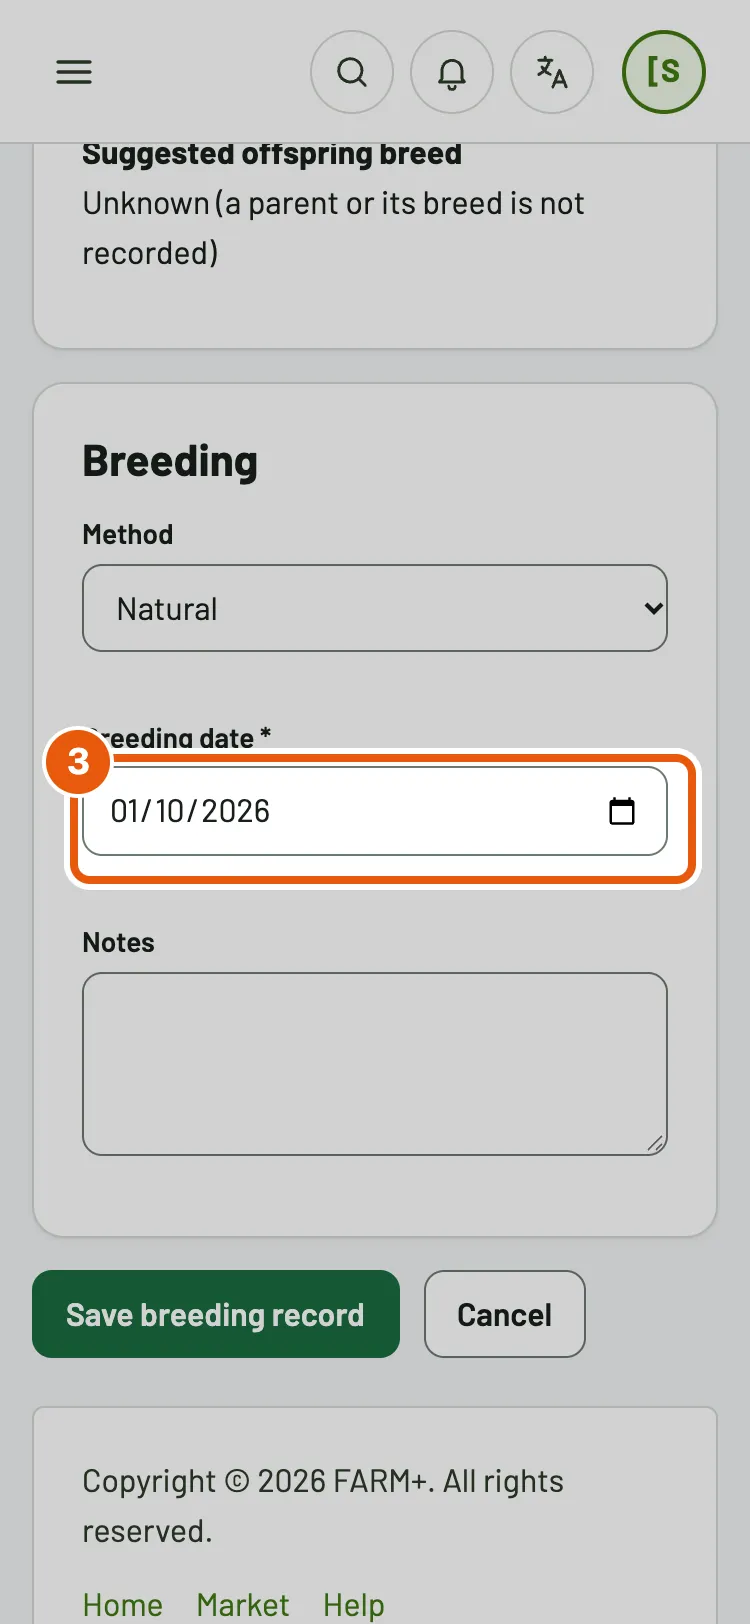 [S
Suggested offspring breed
Unknown (a parent or its breed is not
recorded)
Breeding
Method
Natural
Breeding date *
3
01/10/2026
Notes
Save breeding record
Cancel
Copyright © 2026 FARM+. All rights
reserved.
Home Market Help